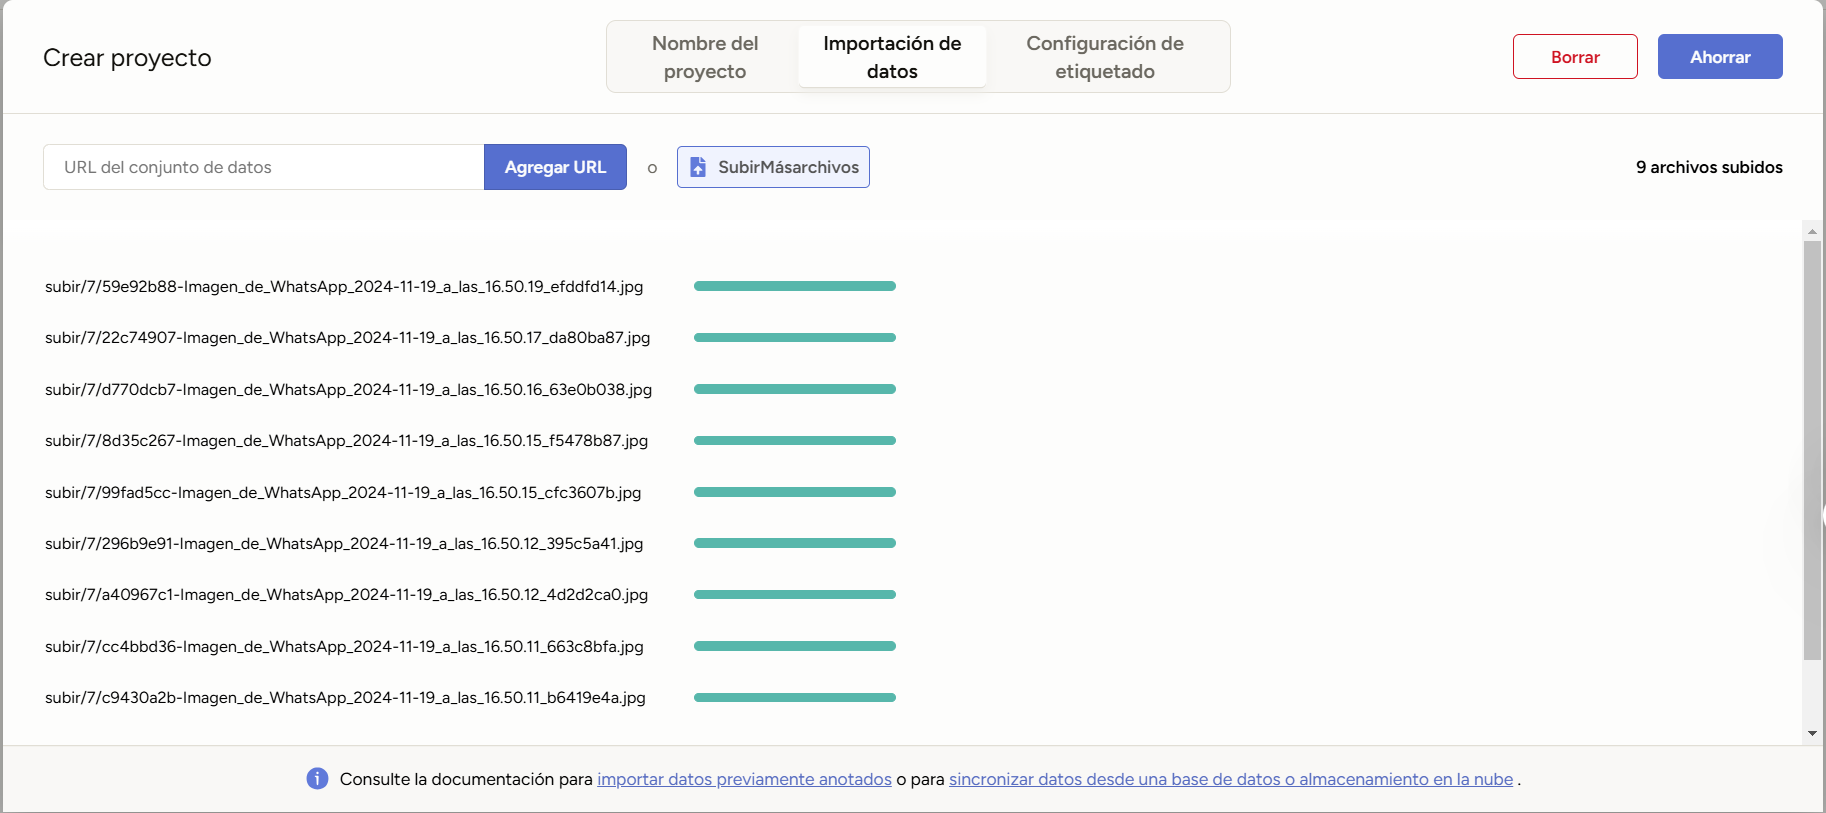 Crear proyecto
Nombre del
proyecto
Importación de
datos
Configuración de
etiquetado
Borrar
Ahorrar
URL del conjunto de datos
Agregar URL
o
SubirMásarchivos
9 archivos subidos
subir/7/59e92b88-Imagen_de_WhatsApp_2024-11-19_a_las_16.50.19_efddfd14.jpg
subir/7/22c74907-Imagen_de_WhatsApp_2024-11-19_a_las_16.50.17_da80ba87.jpg
subir/7/d770dcb7-Imagen_de_WhatsApp_2024-11-19_a_las_16.50.16_63e0b038.jpg
subir/7/8d35c267-Imagen_de_WhatsApp_2024-11-19_a_las_16.50.15_f5478b87.jpg
subir/7/99fad5cc-Imagen_de_WhatsApp_2024-11-19_a_las_16.50.15_cfc3607b.jpg
subir/7/296b9e91-Imagen_de_WhatsApp_2024-11-19_a_las_16.50.12_395c5a41.jpg
subir/7/a40967c1-Imagen_de_WhatsApp_2024-11-19_a_las_16.50.12_4d2d2ca0.jpg
subir/7/cc4bbd36-Imagen_de_WhatsApp_2024-11-19_a_las_16.50.11_663c8bfa.jpg
subir/7/c9430a2b-Imagen_de_WhatsApp_2024-11-19_a_las_16.50.11_b6419e4a.jpg
Consulte la documentación para importar datos previamente anotados o para sincronizar datos desde una base de datos o almacenamiento en la nube .